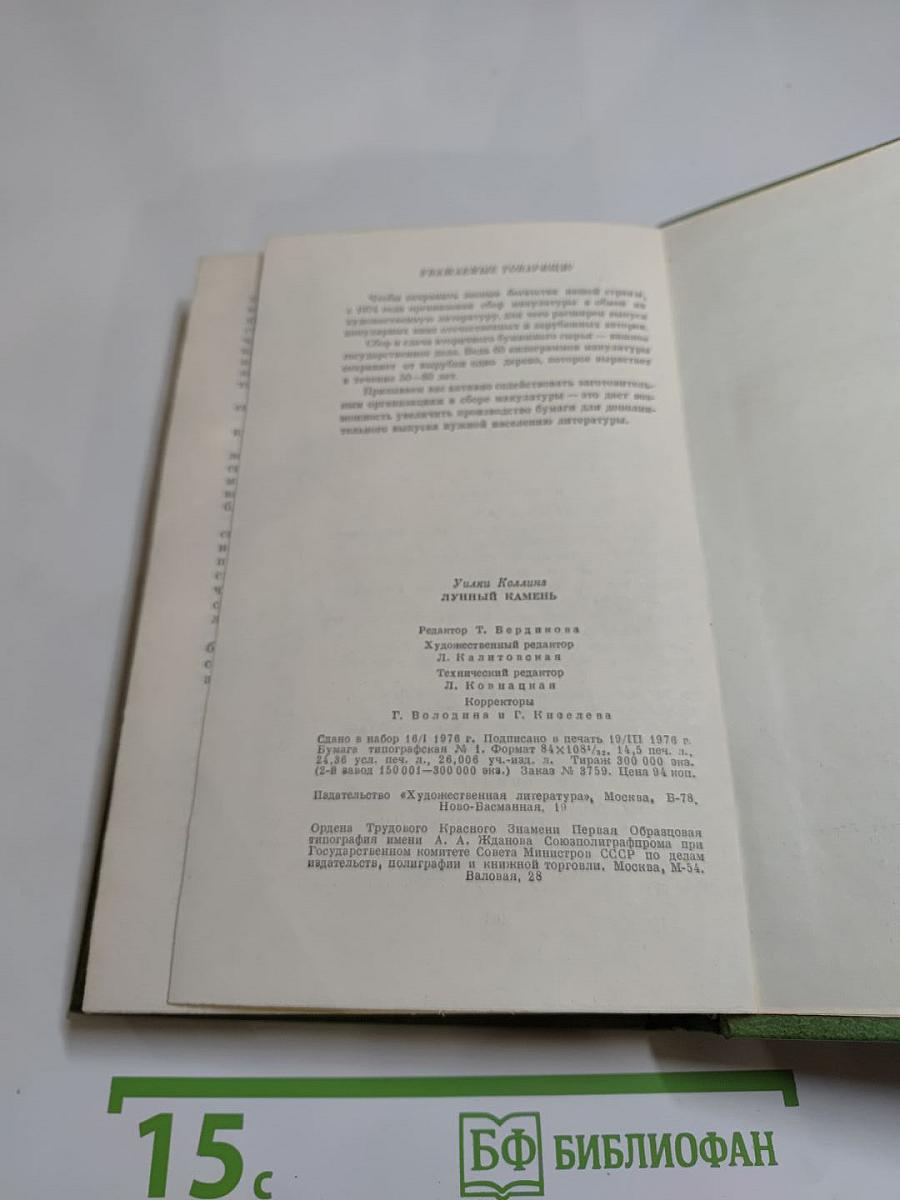 УВАЖАЕМЫЕ ТОВАРИЩИ!
Чтобы сохранить лесные богатства нашей страны,
с 1974 года организован сбор макулатуры в обмен на
художественную литературу, для чего расширен выпуск
популярных книг отечественных и зарубежных авторов.
Сбор и сдача вторичного бумажного сырья — важное
государственное дело. Ведь 60 килограммов макулатуры
сохраняют от вырубки одно дерево, которое вырастает
в течение 50—80 лет.
Призываем вас активно содействовать заготовитель-
ным организациям в сборе макулатуры — это даст воз-
можность увеличить производство бумаги для дополни-
тельного выпуска нужной населению литературы.
Уилки Коллинз
ЛУННЫЙ КАМЕНЬ
Редактор Т. Бердикова
Художественный редактор
Л. Калитовская
Технический редактор
Л. Ковнацкая
Корректоры
Г. Володина и Г. Киселева
Сдано в набор 16/I 1976 г. Подписано в печать 19/III 1976 г.
Бумага типографская № 1. Формат 84×108¹/₃₂. 14,5 печ. л.,
24,36 усл. печ. л., 26,006 уч.-изд. л. Тираж 300 000 экз.
(2-й завод 150 001—300 000 экз.) Заказ № 3759. Цена 94 коп.
Издательство «Художественная литература», Москва, Б-78,
Ново-Басманная, 19
Ордена Трудового Красного Знамени Первая Образцовая
типография имени А. А. Жданова Союзполиграфпрома при
Государственном комитете Совета Министров СССР по делам
издательств, полиграфии и книжной торговли. Москва, М-54,
Валовая, 28
15 с
БФ БИБЛИОФАН